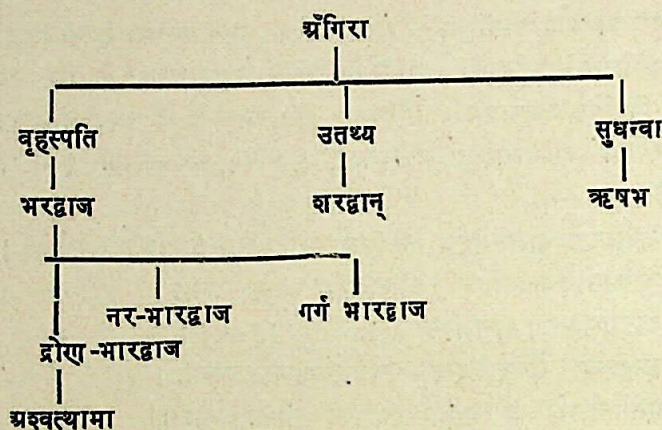 अँगिरा
वृहस्पति उतथ्य सुधन्वा
भरद्वाज शरद्वान् ऋषभ
नर-भारद्वाज गर्ग भारद्वाज
द्रोण-भारद्वाज
अश्वत्थामा